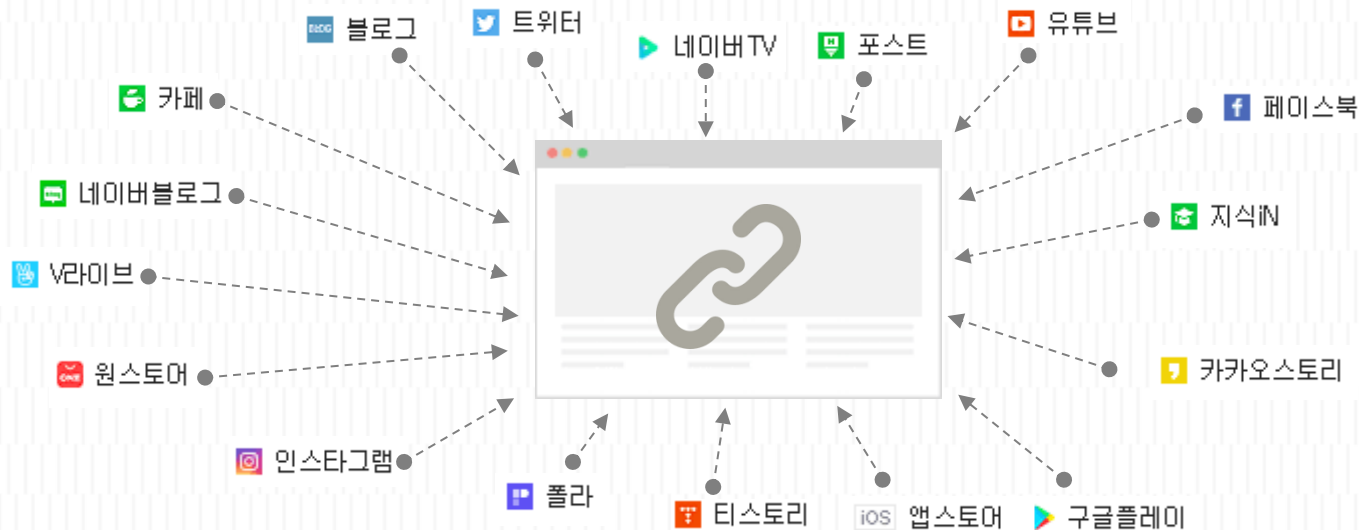 블로그
트위터
네이버TV
포스트
유튜브
카페
페이스북
네이버블로그
지식iN
V라이브
원스토어
ONE
카카오스토리
인스타그램
폴라
티스토리
iOS 앱스토어
구글플레이